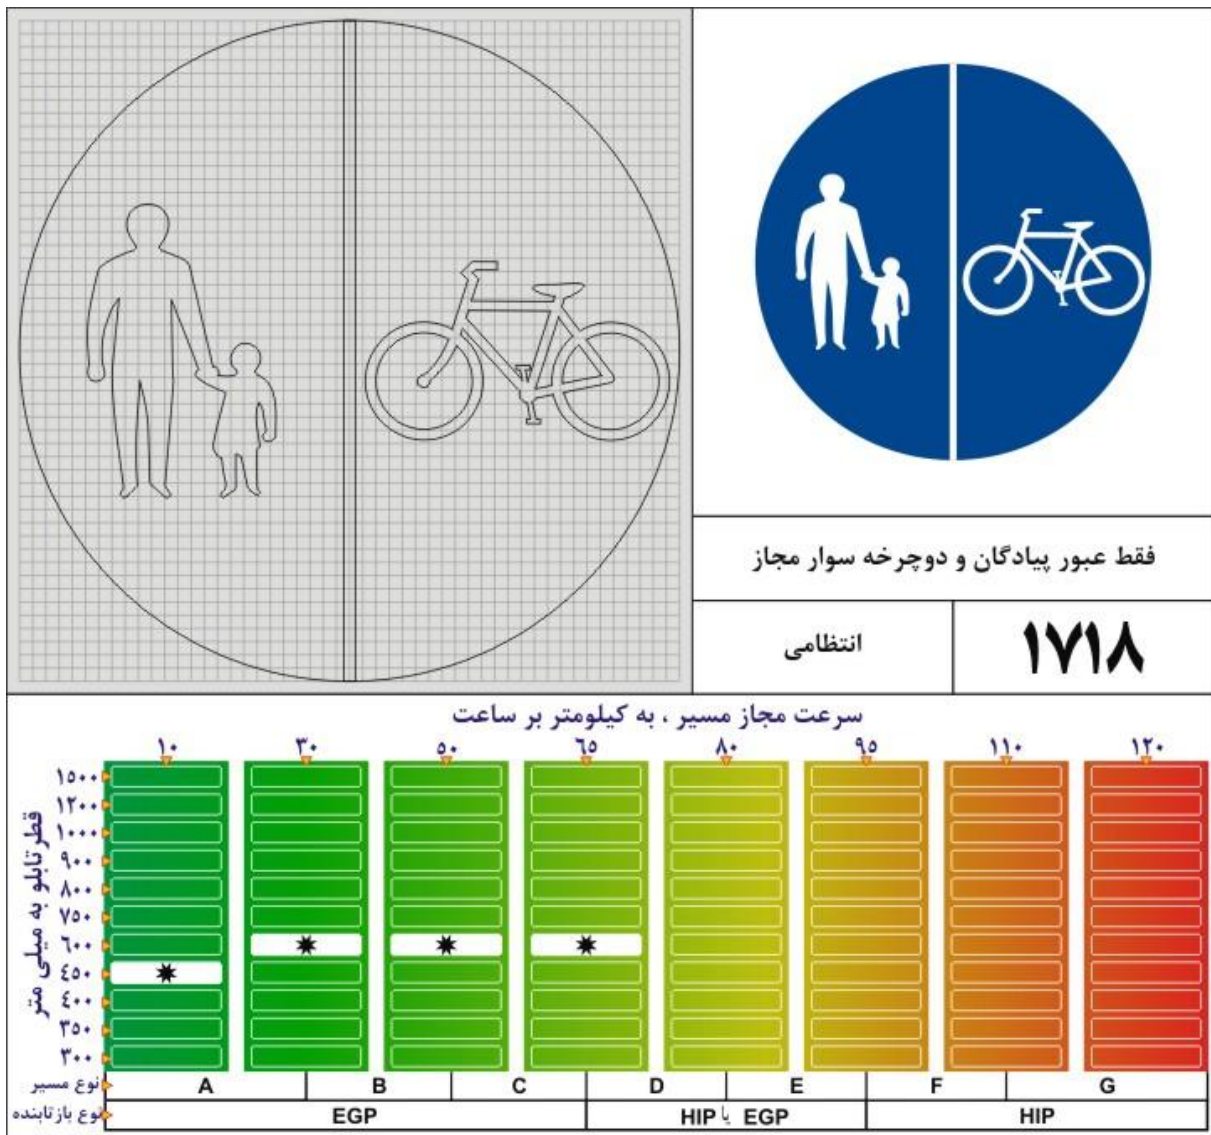 فقط عبور پیادگان و دوچرخه سوار مجاز
۱۷۱۸
انتظامی
سرعت مجاز مسیر ، به کیلومتر بر ساعت
۱۰ ۳۰ ۵۰ ۶۵ ۸۰ ۹۵ ۱۱۰ ۱۲۰
قطر تابلو به میلی متر
۱۵۰۰
۱۲۰۰
۱۰۰۰
۹۰۰
۸۰۰
۷۵۰
۶۰۰
۴۵۰
۴۰۰
۳۵۰
۳۰۰
نوع مسیر A B C D E F G
نوع بازتابنده EGP HIP یا EGP HIP